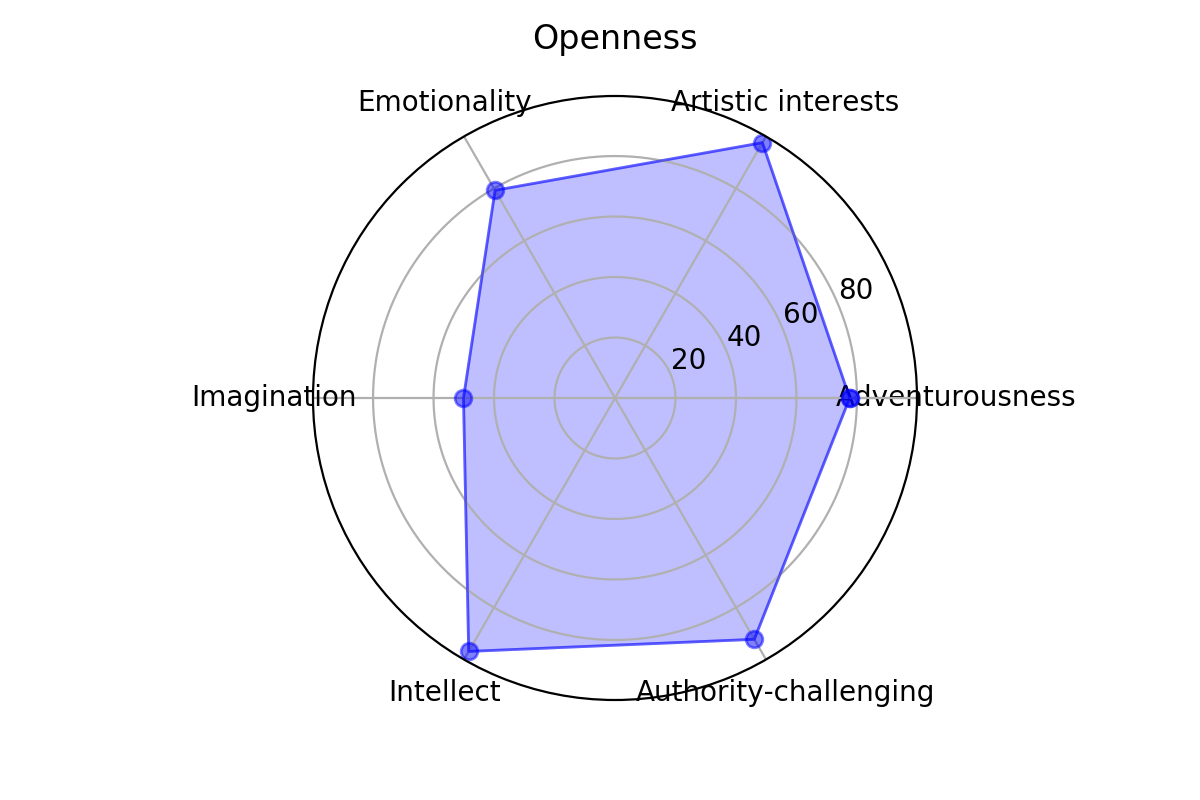 Openness
Emotionality
Artistic interests
80
60
40
20
Imagination
Adventurousness
Intellect
Authority-challenging